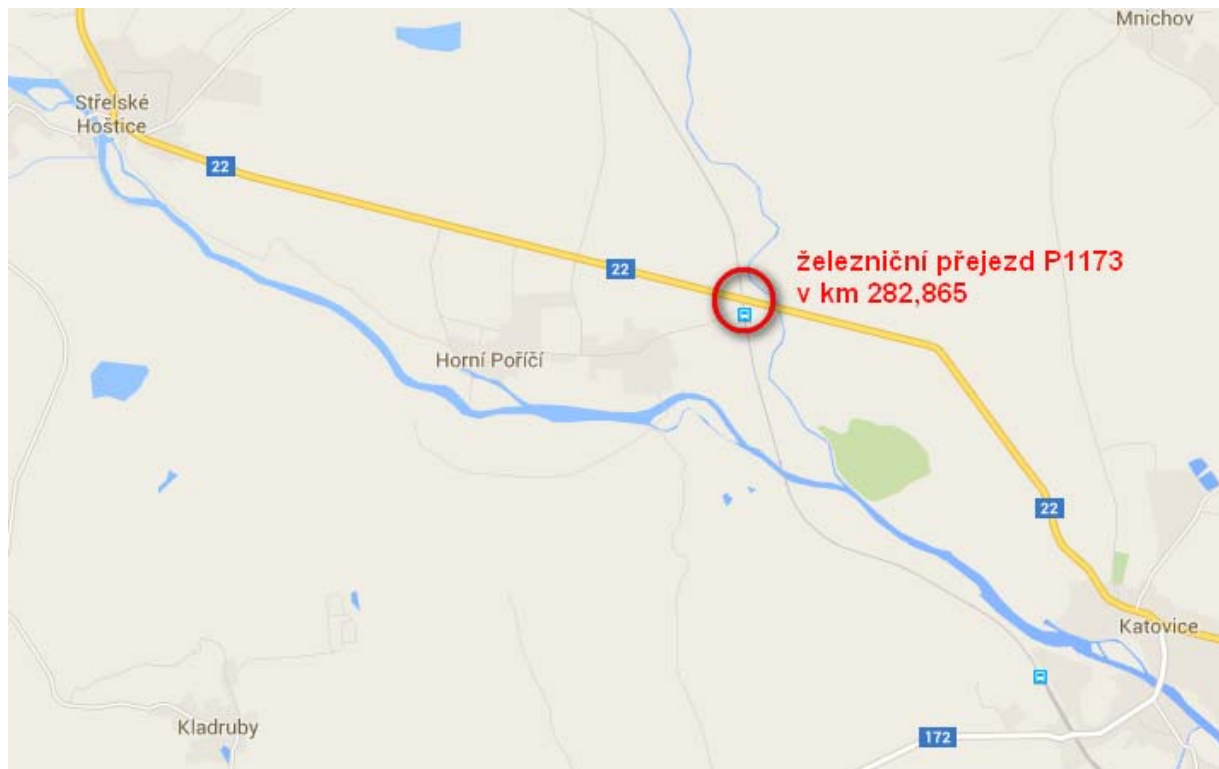 Mnichov
Střelské
Hoštice
22
22
železniční přejezd P1173
v km 282,865
Horní Poříčí
22
Katovice
Kladruby
172